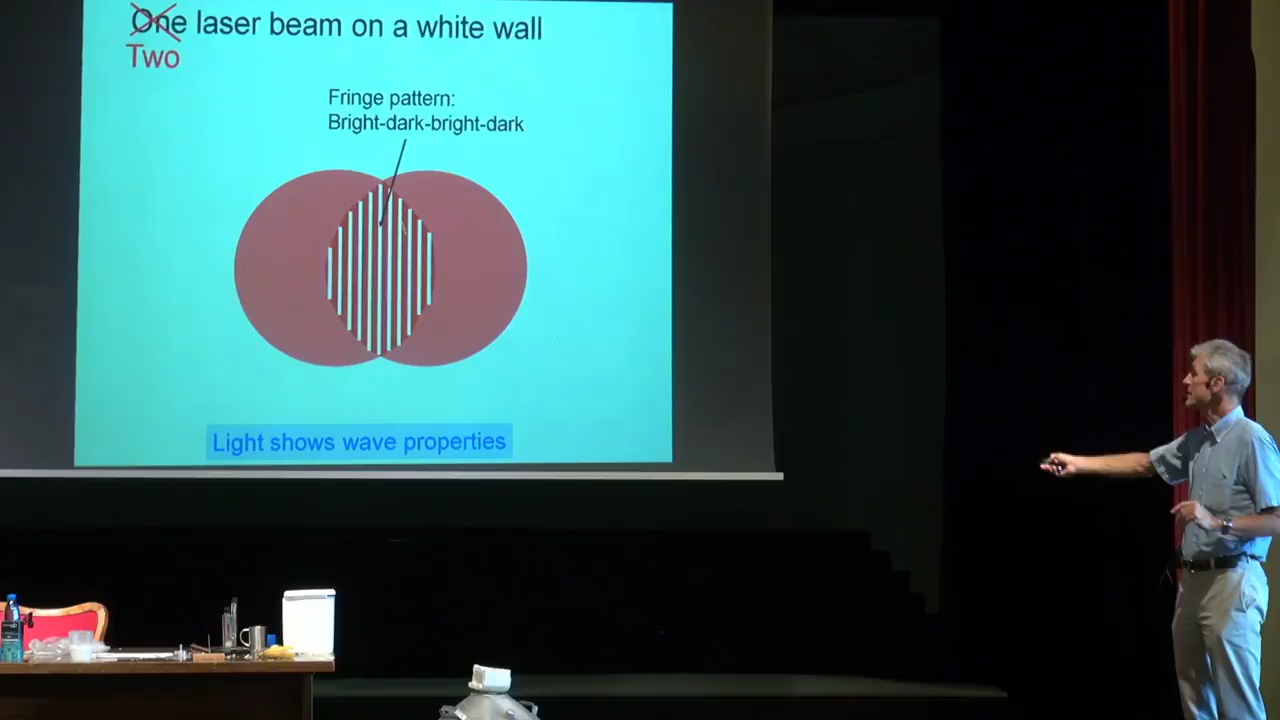 One laser beam on a white wall
Two
Fringe pattern:
Bright-dark-bright-dark
Light shows wave properties